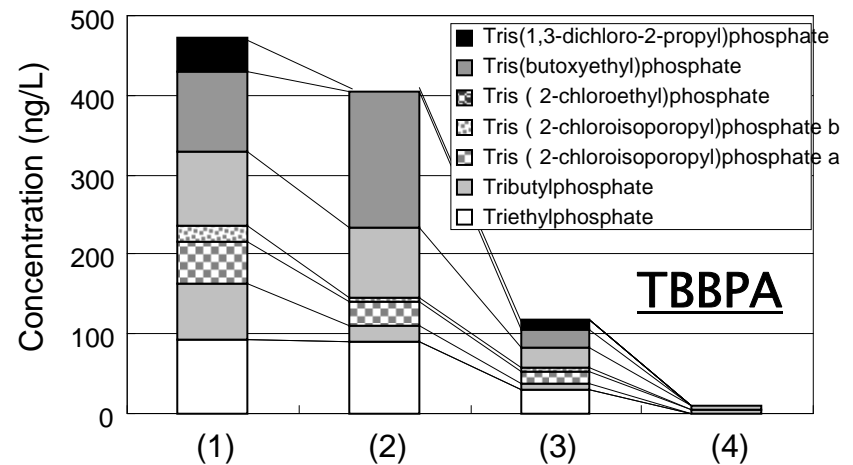 Concentration (ng/L)
500
400
300
200
100
0
Tris(1,3-dichloro-2-propyl)phosphate
Tris(butoxyethyl)phosphate
Tris ( 2-chloroethyl)phosphate
Tris ( 2-chloroisoporopyl)phosphate b
Tris ( 2-chloroisoporopyl)phosphate a
Tributylphosphate
Triethylphosphate
TBBPA
(1) (2) (3) (4)